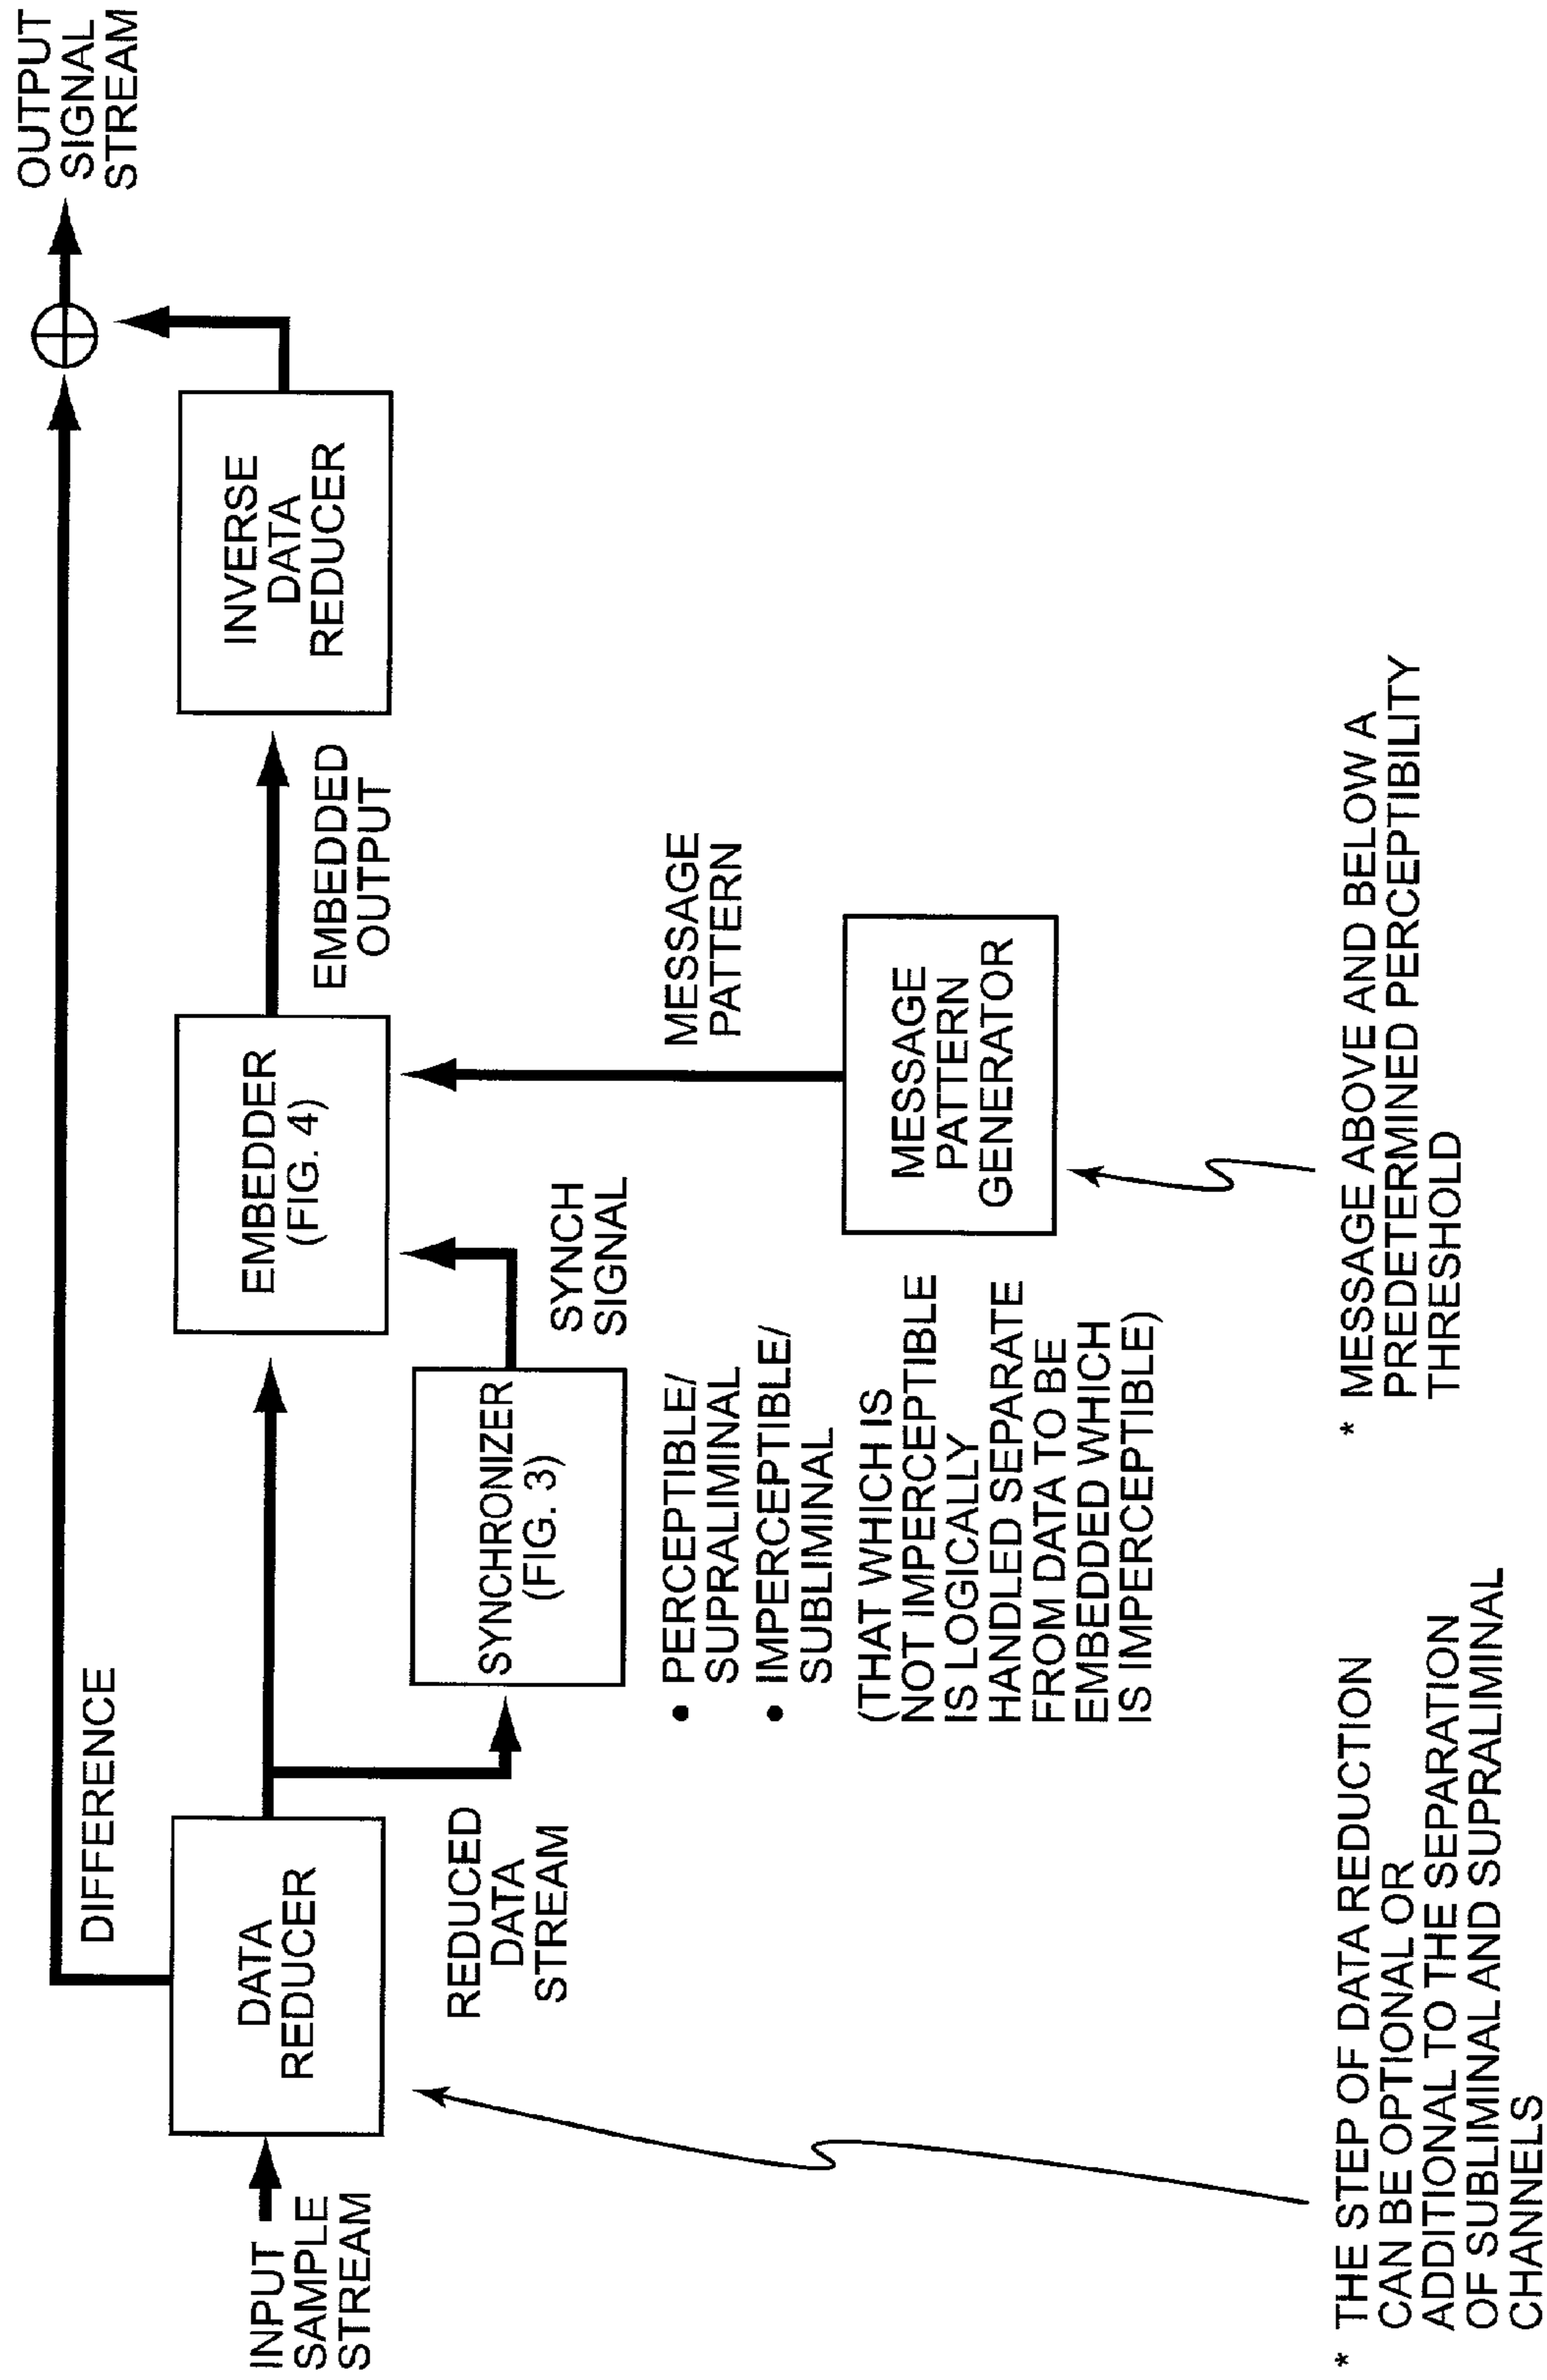 INPUT
SAMPLE
STREAM
DATA
REDUCER
DIFFERENCE
REDUCED
DATA
STREAM
SYNCHRONIZER
(FIG. 3)
SYNCH
SIGNAL
• PERCEPTIBLE/
SUPRALIMINAL
• IMPERCEPTIBLE/
SUBLIMINAL
(THAT WHICH IS
NOT IMPERCEPTIBLE
IS LOGICALLY
HANDLED SEPARATE
FROM DATA TO BE
EMBEDDED WHICH
IS IMPERCEPTIBLE)
EMBEDDER
(FIG. 4)
MESSAGE
PATTERN
MESSAGE
PATTERN
GENERATOR
EMBEDDED
OUTPUT
INVERSE
DATA
REDUCER
OUTPUT
SIGNAL
STREAM
* THE STEP OF DATA REDUCTION
CAN BE OPTIONAL OR
ADDITIONAL TO THE SEPARATION
OF SUBLIMINAL AND SUPRALIMINAL
CHANNELS
* MESSAGE ABOVE AND BELOW A
PREDETERMINED PERCEPTIBILITY
THRESHOLD